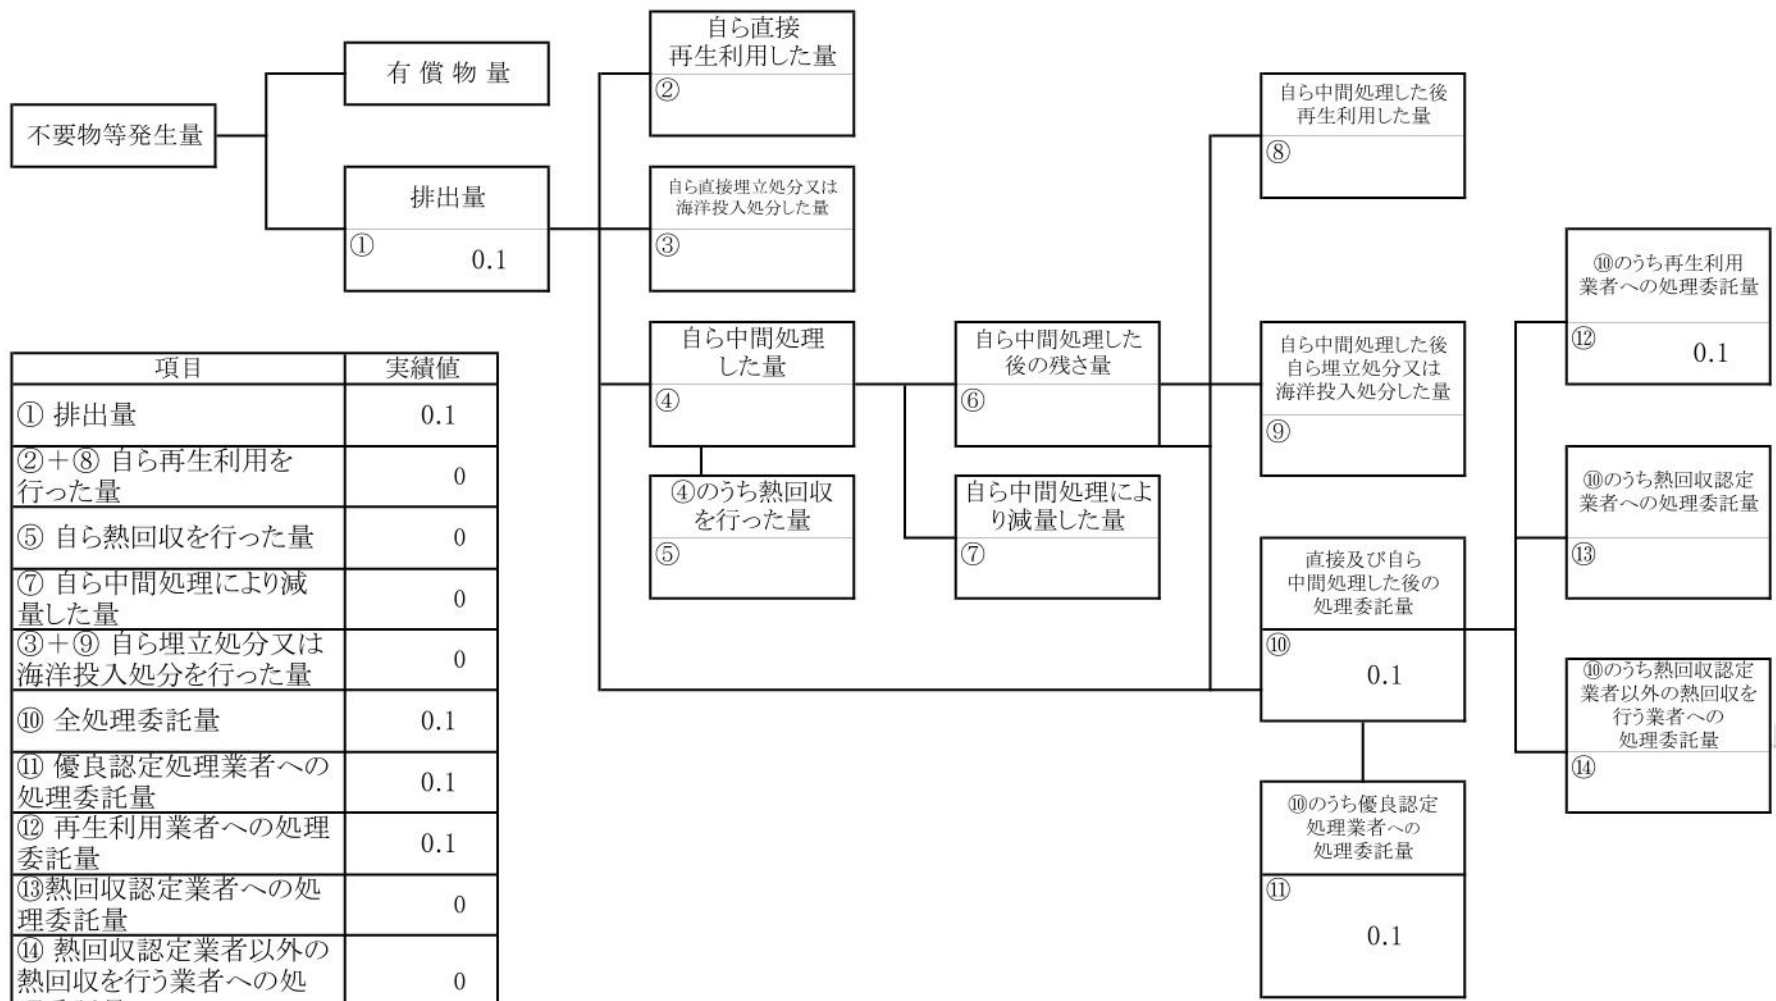 不要物等発生量
有償物量
排出量
①
0.1
自ら直接
再生利用した量
②
自ら直接埋立処分又は
海洋投入処分した量
③
自ら中間処理
した量
④
④のうち熱回収
を行った量
⑤
自ら中間処理した
後の残さ量
⑥
自ら中間処理によ
り減量した量
⑦
自ら中間処理した後
再生利用した量
⑧
自ら中間処理した後
自ら埋立処分又は
海洋投入処分した量
⑨
直接及び自ら
中間処理した後の
処理委託量
⑩
0.1
⑩のうち優良認定
処理業者への
処理委託量
⑪
0.1
⑩のうち再生利用
業者への処理委託量
⑫
0.1
⑩のうち熱回収認定
業者への処理委託量
⑬
⑩のうち熱回収認定
業者以外の熱回収を
行う業者への
処理委託量
⑭
項目 実績値
① 排出量 0.1
②＋⑧ 自ら再生利用を
行った量 0
⑤ 自ら熱回収を行った量 0
⑦ 自ら中間処理により減
量した量 0
③＋⑨ 自ら埋立処分又は
海洋投入処分を行った量 0
⑩ 全処理委託量 0.1
⑪ 優良認定処理業者への
処理委託量 0.1
⑫ 再生利用業者への処理
委託量 0.1
⑬熱回収認定業者への処
理委託量 0
⑭ 熱回収認定業者以外の
熱回収を行う業者への処 0